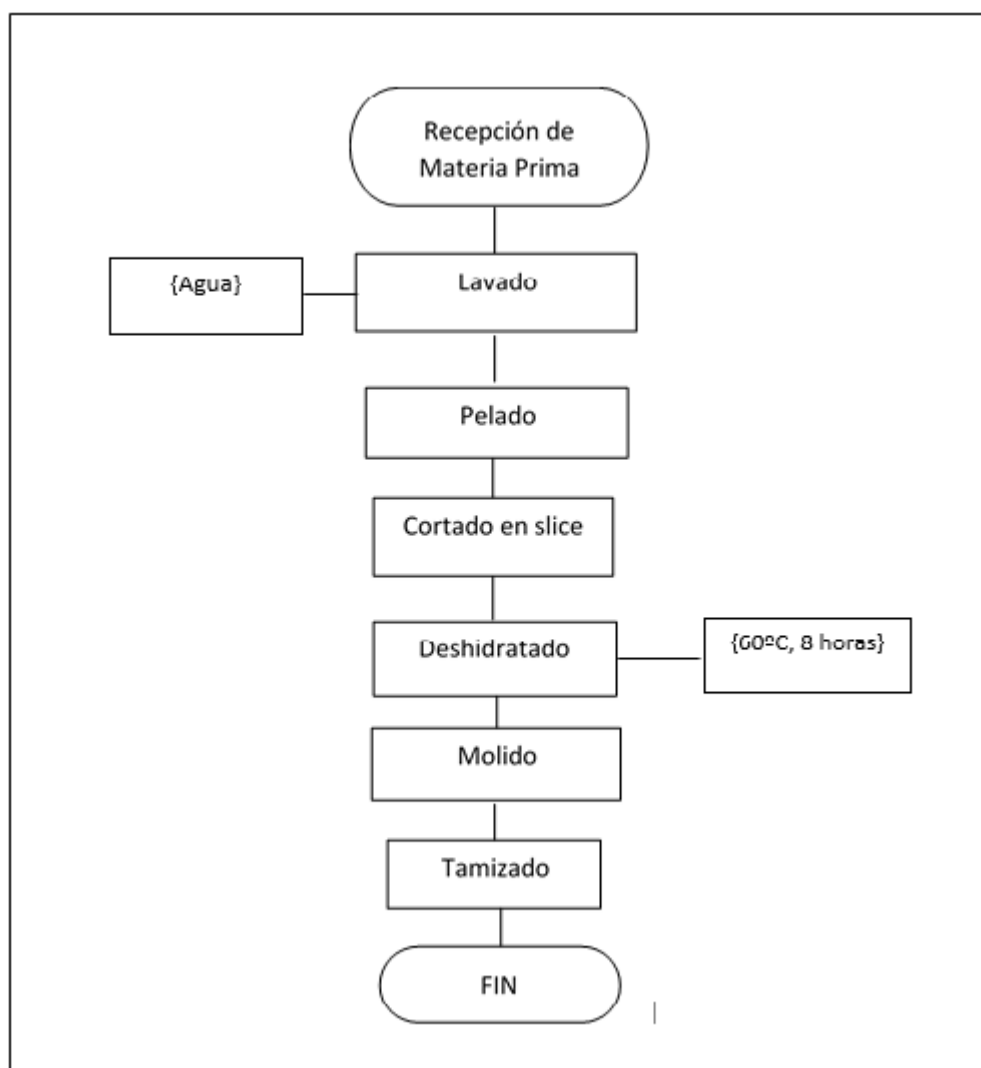 Recepción de
Materia Prima
{Agua}
Lavado
Pelado
Cortado en slice
Deshidratado
{60ºC, 8 horas}
Molido
Tamizado
FIN